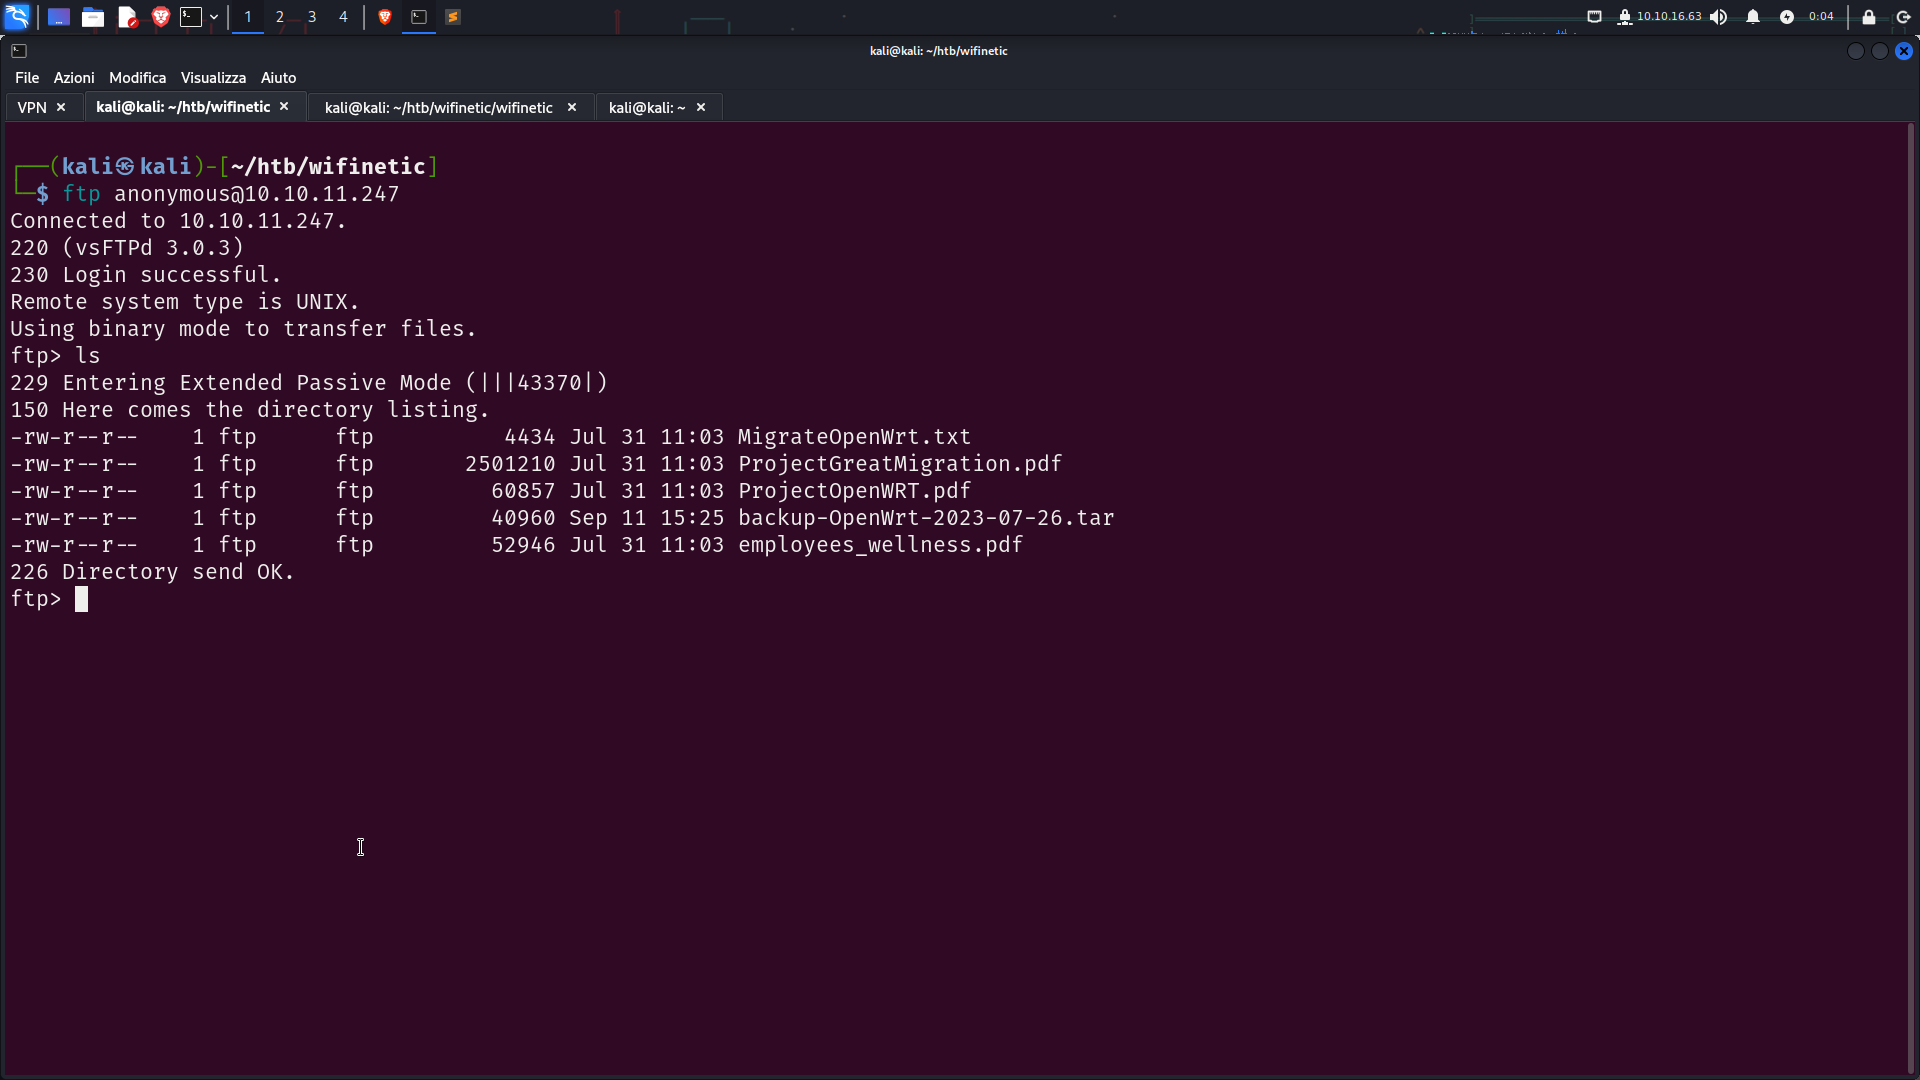 1 2 3 4 10.10.16.63 0:04
kali@kali: ~/htb/wifinetic
File Azioni Modifica Visualizza Aiuto
VPN × kali@kali: ~/htb/wifinetic × kali@kali: ~/htb/wifinetic/wifinetic × kali@kali: ~ ×
┌──(kali㉿kali)-[~/htb/wifinetic]
└─$ ftp anonymous@10.10.11.247
Connected to 10.10.11.247.
220 (vsFTPd 3.0.3)
230 Login successful.
Remote system type is UNIX.
Using binary mode to transfer files.
ftp> ls
229 Entering Extended Passive Mode (|||43370|)
150 Here comes the directory listing.
-rw-r--r--    1 ftp      ftp          4434 Jul 31 11:03 MigrateOpenWrt.txt
-rw-r--r--    1 ftp      ftp       2501210 Jul 31 11:03 ProjectGreatMigration.pdf
-rw-r--r--    1 ftp      ftp         60857 Jul 31 11:03 ProjectOpenWRT.pdf
-rw-r--r--    1 ftp      ftp         40960 Sep 11 15:25 backup-OpenWrt-2023-07-26.tar
-rw-r--r--    1 ftp      ftp         52946 Jul 31 11:03 employees_wellness.pdf
226 Directory send OK.
ftp>